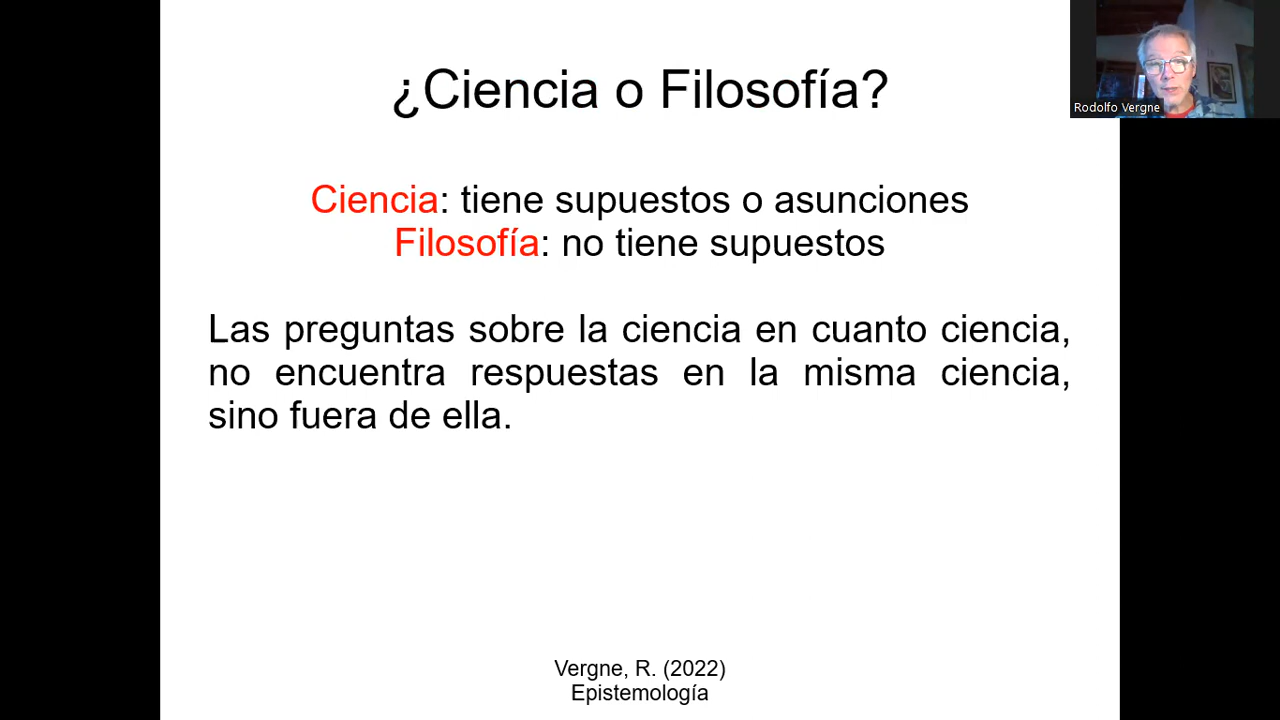 ¿Ciencia o Filosofía?
Rodolfo Vergne
Ciencia: tiene supuestos o asunciones
Filosofía: no tiene supuestos
Las preguntas sobre la ciencia en cuanto ciencia,
no encuentra respuestas en la misma ciencia,
sino fuera de ella.
Vergne, R. (2022)
Epistemología